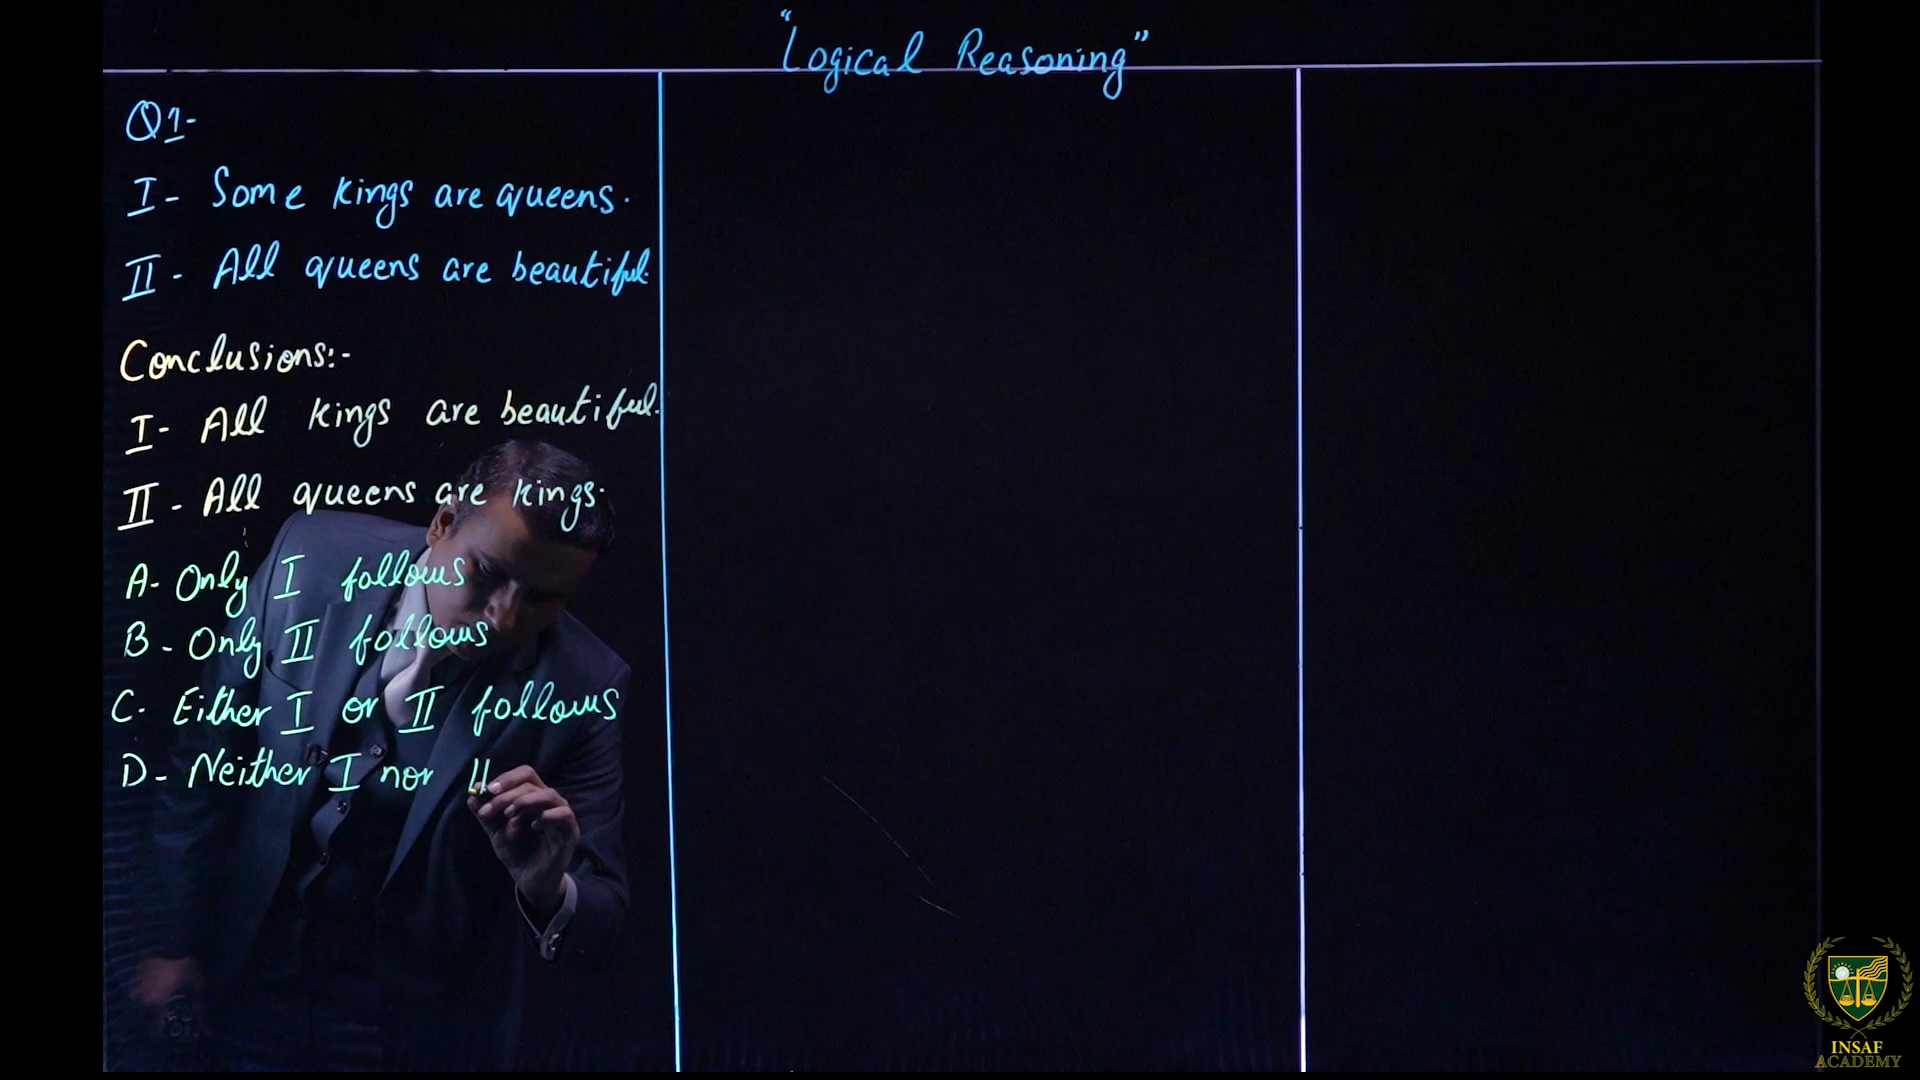 "Logical Reasoning"
Q1-
I- Some kings are queens.
II- All queens are beautiful.
Conclusions:-
I- All kings are beautiful.
II- All queens are kings.
A- Only I follows
B- Only II follows
C- Either I or II follows
D- Neither I nor II
INSAF
ACADEMY